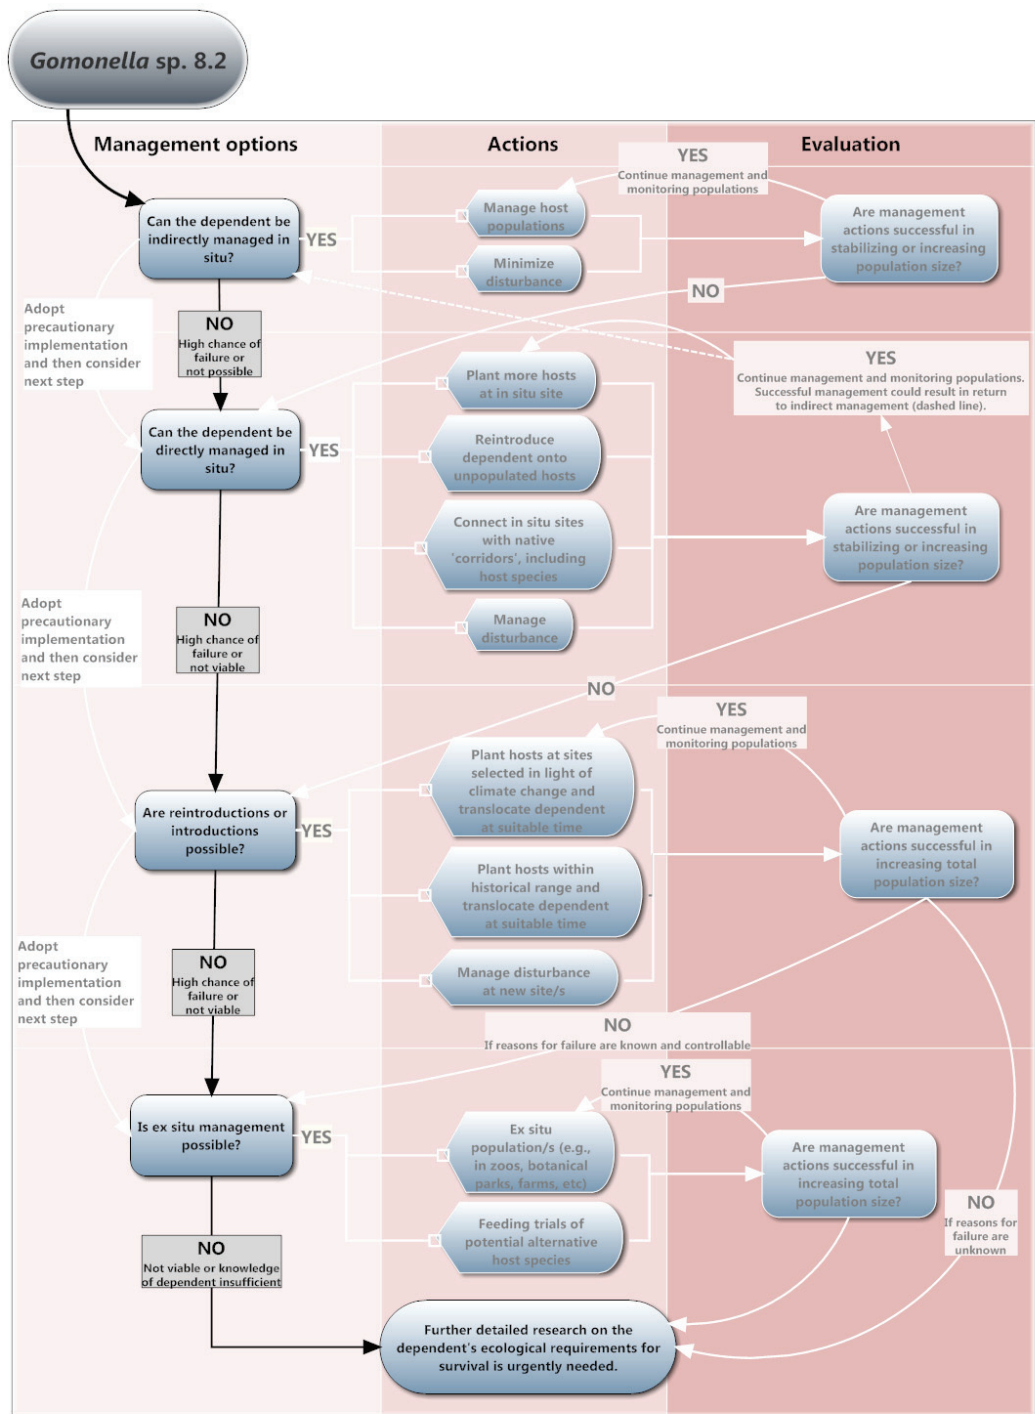 Gomonella sp. 8.2
Management options
Actions
Evaluation
YES
Continue management and
monitoring populations
Can the dependent be
indirectly managed in
situ?
YES
Manage host
populations
Minimize
disturbance
Are management
actions successful in
stabilizing or increasing
population size?
NO
Adopt
precautionary
implementation
and then consider
next step
NO
High chance of
failure or
not possible
YES
Continue management and monitoring populations.
Successful management could result in return
to indirect management (dashed line).
Can the dependent be
directly managed in
situ?
YES
Plant more hosts
at in situ site
Reintroduce
dependent onto
unpopulated hosts
Connect in situ sites
with native
'corridors', including
host species
Manage
disturbance
Are management
actions successful in
stabilizing or increasing
population size?
Adopt
precautionary
implementation
and then consider
next step
NO
High chance of
failure or
not viable
NO
YES
Continue management and
monitoring populations
Are reintroductions or
introductions
possible?
YES
Plant hosts at sites
selected in light of
climate change and
translocate dependent
at suitable time
Plant hosts within
historical range and
translocate dependent
at suitable time
Manage disturbance
at new site/s
Are management
actions successful in
increasing total
population size?
Adopt
precautionary
implementation
and then consider
next step
NO
High chance of
failure or
not viable
NO
If reasons for failure are known and controllable
YES
Continue management and
monitoring populations
Is ex situ management
possible?
YES
Ex situ
population/s (e.g.,
in zoos, botanical
parks, farms, etc)
Feeding trials of
potential alternative
host species
Are management
actions successful in
increasing total
population size?
NO
If reasons for
failure are
unknown
NO
Not viable or knowledge
of dependent insufficient
Further detailed research on the
dependent's ecological requirements for
survival is urgently needed.